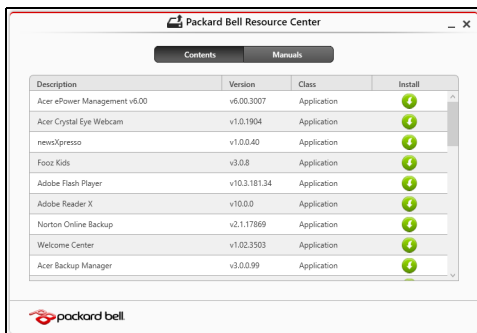 Packard Bell Resource Center
Contents Manuals
Description Version Class Install
Acer ePower Management v6.00 v6.00.3007 Application
Acer Crystal Eye Webcam v1.0.1904 Application
newsXpresso v1.0.0.40 Application
Fooz Kids v3.0.8 Application
Adobe Flash Player v10.3.181.34 Application
Adobe Reader X v10.0.0 Application
Norton Online Backup v2.1.17869 Application
Welcome Center v1.02.3503 Application
Acer Backup Manager v3.0.0.99 Application
packard bell